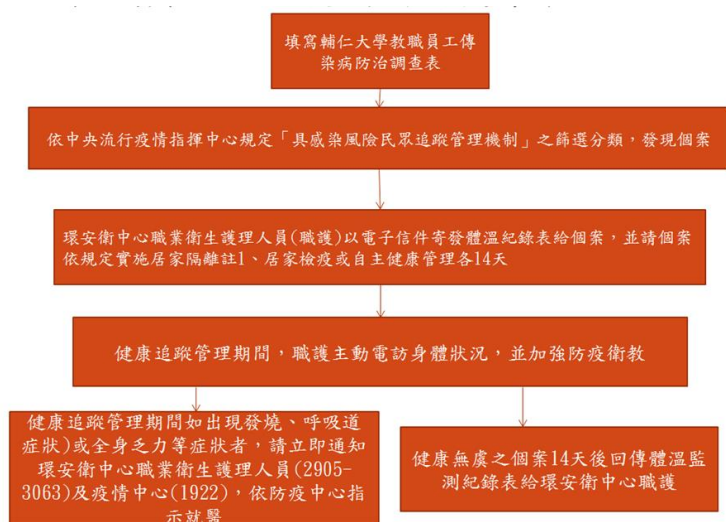 填寫輔仁大學教職員工傳
染病防治調查表
依中央流行疫情指揮中心規定「具感染風險民眾追蹤管理機制」之篩選分類，發現個案
環安衛中心職業衛生護理人員(職護)以電子信件寄發體溫紀錄表給個案，並請個案
依規定實施居家隔離註1、居家檢疫或自主健康管理各14天
健康追蹤管理期間，職護主動電訪身體狀況，並加強防疫衛教
健康追蹤管理期間如出現發燒、呼吸道
症狀)或全身乏力等症狀者，請立即通知
環安衛中心職業衛生護理人員(2905-
3063)及疫情中心(1922)，依防疫中心指
示就醫
健康無虞之個案14天後回傳體溫監
測紀錄表給環安衛中心職護